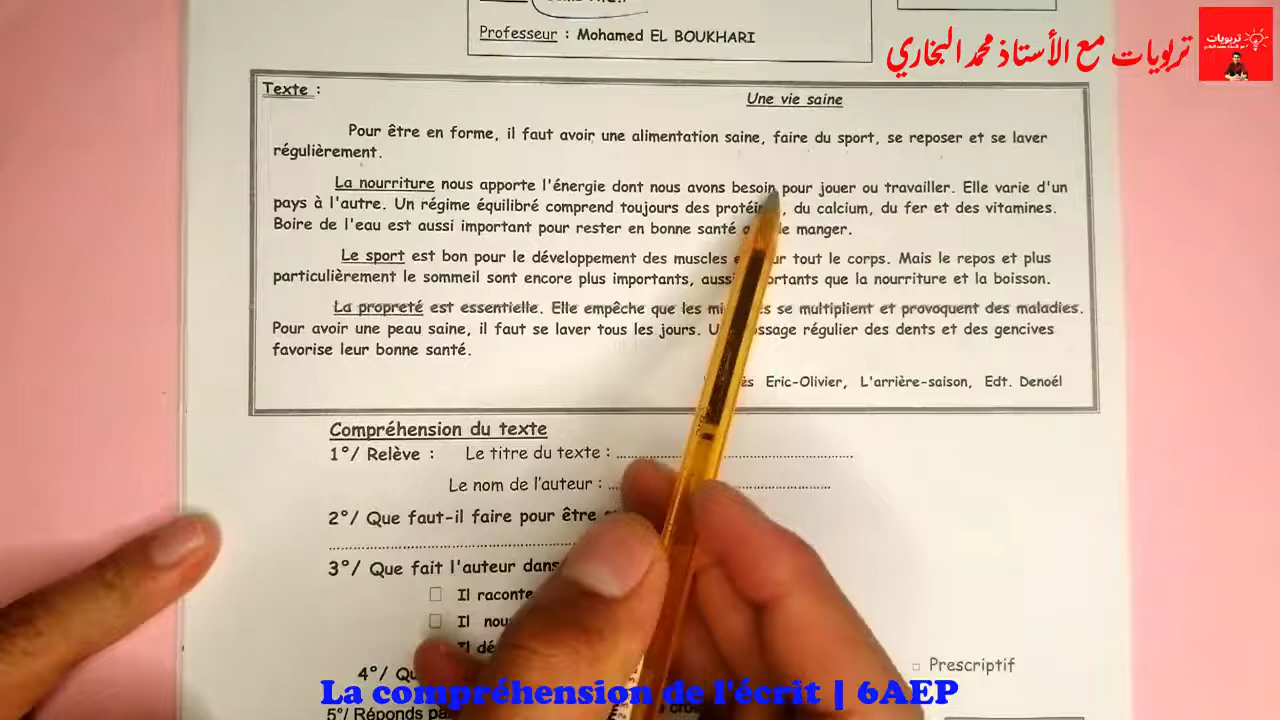 Professeur : Mohamed EL BOUKHARI
تربويات مع الأستاذ محمد البخاري
تربويات
Texte :
Une vie saine
Pour être en forme, il faut avoir une alimentation saine, faire du sport, se reposer et se laver
régulièrement.
La nourriture nous apporte l'énergie dont nous avons besoin pour jouer ou travailler. Elle varie d'un
pays à l'autre. Un régime équilibré comprend toujours des , du calcium, du fer et des vitamines.
Boire de l'eau est aussi important pour rester en bonne santé manger.
Le sport est bon pour le développement des muscles tout le corps. Mais le repos et plus
particulièrement le sommeil sont encore plus importants, que la nourriture et la boisson.
La propreté est essentielle. Elle empêche que les se multiplient et provoquent des maladies.
Pour avoir une peau saine, il faut se laver tous les jours. régulier des dents et des gencives
favorise leur bonne santé.
Eric-Olivier, L'arrière-saison, Edt. Denoél
Compréhension du texte
1°/ Relève : Le titre du texte :
Le nom de l'auteur :
2°/ Que faut-il faire pour être
3°/ Que fait l'auteur dans
□ Il raconte
□ Il
Il
4°/
□ Prescriptif
5°/ Réponds
La compréhension de l'écrit | 6AEP